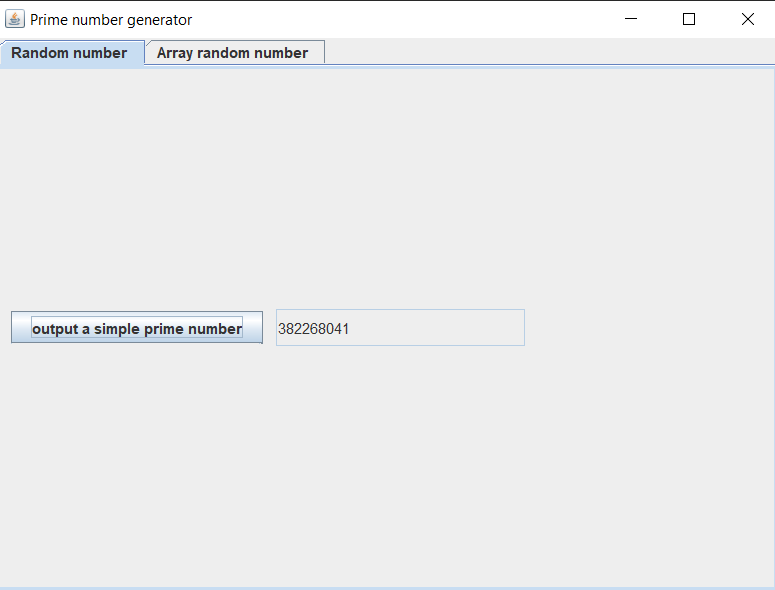 Prime number generator
Random number
Array random number
output a simple prime number
382268041